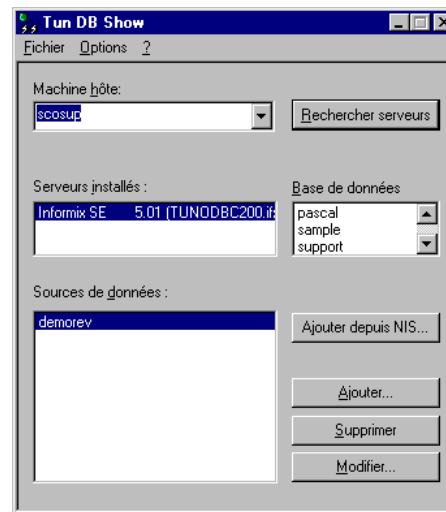 Tun DB Show
Fichier Options ?
Machine hôte:
scosup
Rechercher serveurs
Serveurs installés :
Base de données
Informix SE 5.01 (TUNODBC200.ifs
pascal
sample
support
Sources de données :
demorev
Ajouter depuis NIS...
Ajouter...
Supprimer
Modifier...